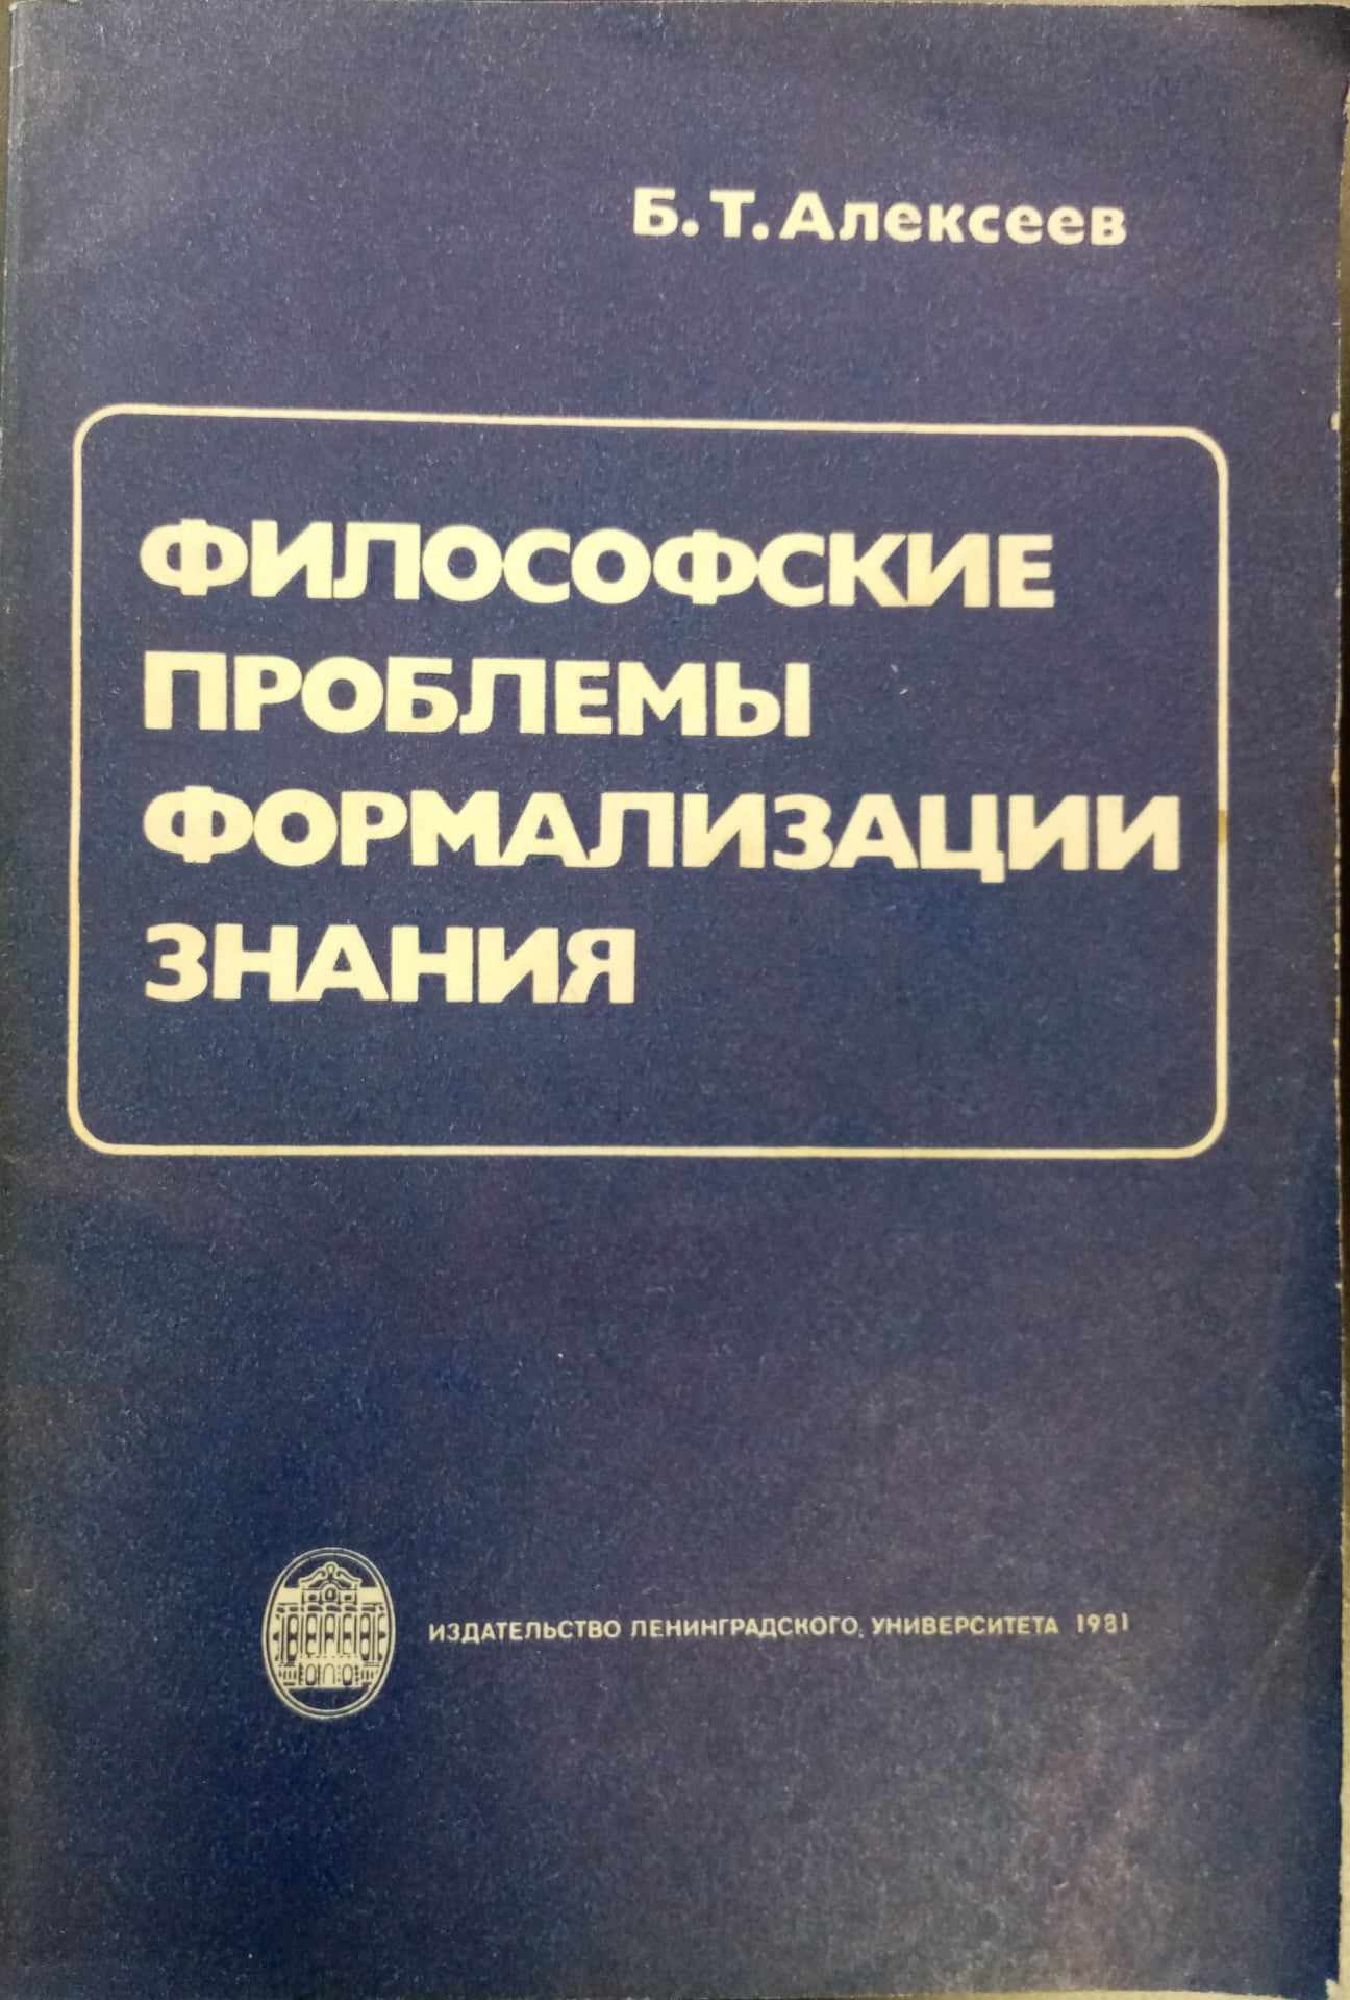 Б. Т. Алексеев
ФИЛОСОФСКИЕ
ПРОБЛЕМЫ
ФОРМАЛИЗАЦИИ
ЗНАНИЯ
ИЗДАТЕЛЬСТВО ЛЕНИНГРАДСКОГО УНИВЕРСИТЕТА 1981